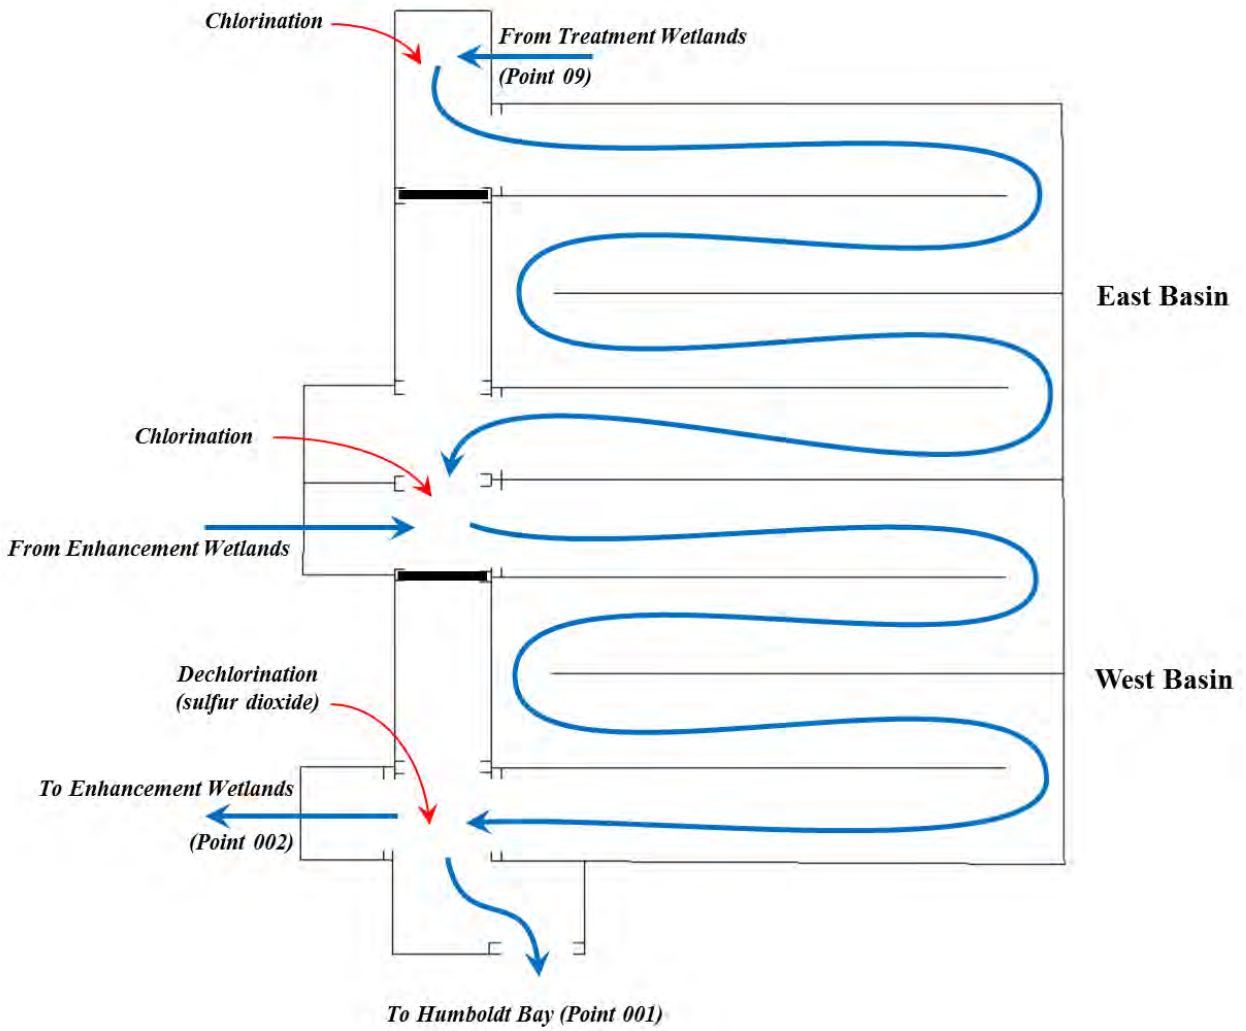 Chlorination
From Treatment Wetlands
(Point 09)
East Basin
Chlorination
From Enhancement Wetlands
Dechlorination
(sulfur dioxide)
West Basin
To Enhancement Wetlands
(Point 002)
To Humboldt Bay (Point 001)